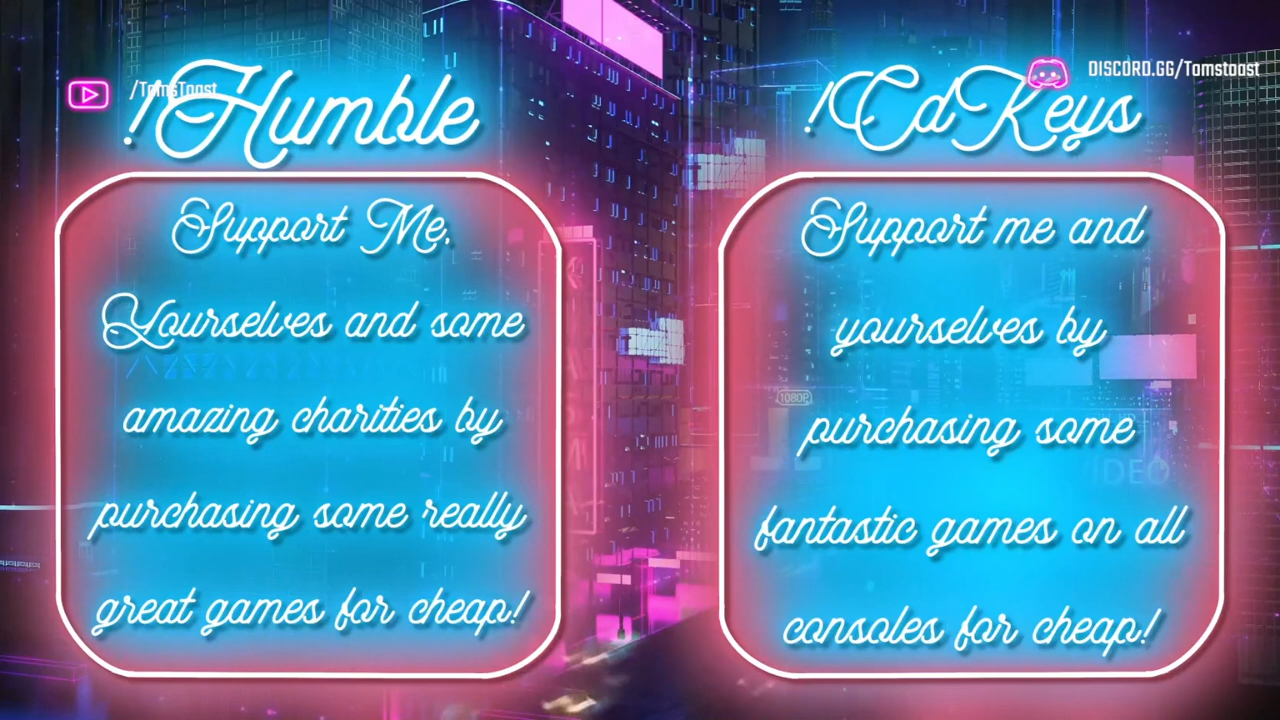 /TomsToast
DISCORD.GG/Tomstoast
!Humble
Support Me,
Yourselves and some
amazing charities by
purchasing some really
great games for cheap!
!CdKeys
Support me and
yourselves by
purchasing some
fantastic games on all
consoles for cheap!
1080P